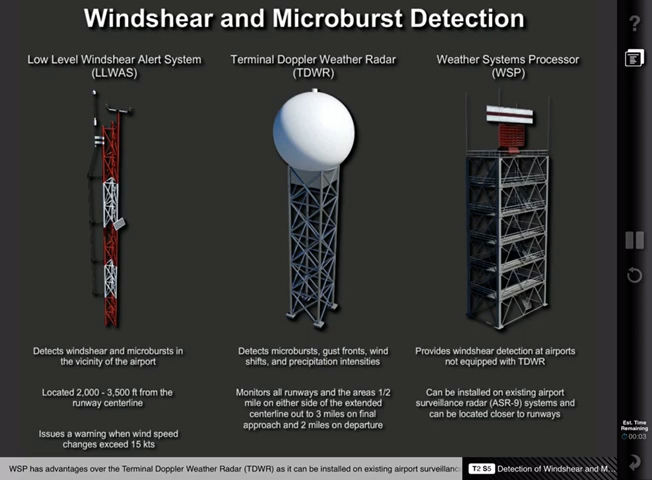 Windshear and Microburst Detection
Low Level Windshear Alert System
(LLWAS)
Terminal Doppler Weather Radar
(TDWR)
Weather Systems Processor
(WSP)
Detects windshear and microbursts in
the vicinity of the airport
Located 2,000 - 3,500 ft from the
runway centerline
Issues a warning when wind speed
changes exceed 15 kts
Detects microbursts, gust fronts, wind
shifts, and precipitation intensities
Monitors all runways and the areas 1/2
mile on either side of the extended
centerline out to 3 miles on final
approach and 2 miles on departure
Provides windshear detection at airports
not equipped with TDWR
Can be installed on existing airport
surveillance radar (ASR-9) systems and
can be located closer to runways
?
Est. Time
Remaining
00:03
WSP has advantages over the Terminal Doppler Weather Radar (TDWR) as it can be installed on existing airport surveillanc
T2 S5 Detection of Windshear and M...